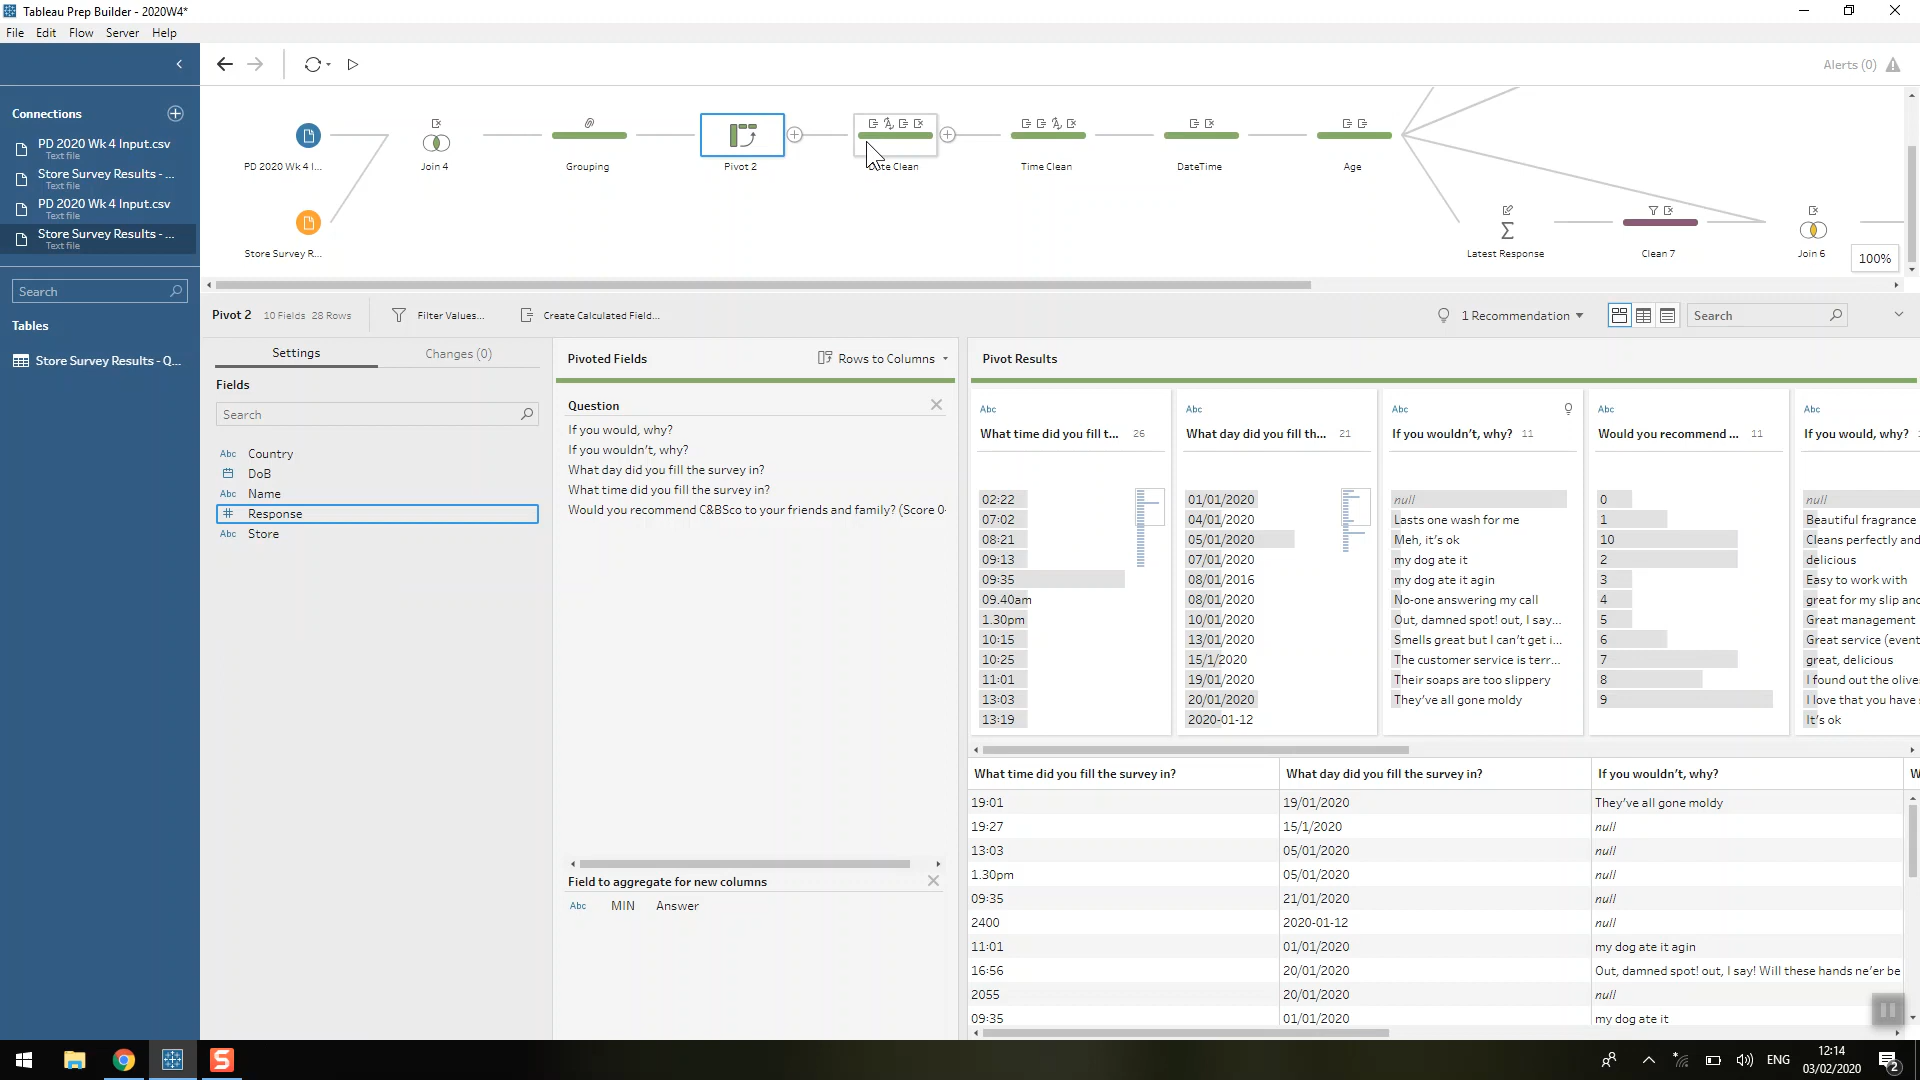 Tableau Prep Builder - 2020W4*
File Edit Flow Server Help
Alerts (0)
Connections
PD 2020 Wk 4 Input.csv
Text file
Store Survey Results - ...
Text file
PD 2020 Wk 4 Input.csv
Text file
Store Survey Results - ...
Text file
Search
Tables
Store Survey Results - Q...
PD 2020 Wk 4 I...
Join 4
Grouping
Pivot 2
Date Clean
Time Clean
DateTime
Age
Store Survey R...
Latest Response
Clean 7
Join 6
100%
Pivot 2 10 Fields 28 Rows
Filter Values...
Create Calculated Field...
1 Recommendation
Search
Settings
Changes (0)
Fields
Search
Abc Country
DoB
Abc Name
# Response
Abc Store
Pivoted Fields
Rows to Columns
Question
If you would, why?
If you wouldn't, why?
What day did you fill the survey in?
What time did you fill the survey in?
Would you recommend C&BSco to your friends and family? (Score 0-
Field to aggregate for new columns
Abc MIN Answer
Pivot Results
Abc
What time did you fill t... 26
02:22
07:02
08:21
09:13
09:35
09.40am
1.30pm
10:15
10:25
11:01
13:03
13:19
Abc
What day did you fill th... 21
01/01/2020
04/01/2020
05/01/2020
07/01/2020
08/01/2016
08/01/2020
10/01/2020
13/01/2020
15/1/2020
19/01/2020
20/01/2020
2020-01-12
Abc
If you wouldn't, why? 11
null
Lasts one wash for me
Meh, it's ok
my dog ate it
my dog ate it agin
No-one answering my call
Out, damned spot! out, I say...
Smells great but I can't get i...
The customer service is terr...
Their soaps are too slippery
They've all gone moldy
Abc
Would you recommend ... 11
0
1
10
2
3
4
5
6
7
8
9
Abc
If you would, why?
null
Beautiful fragrance
Cleans perfectly and
delicious
Easy to work with
great for my slip and
Great management
Great service (event
great, delicious
I found out the olive
I love that you have
It's ok
What time did you fill the survey in? What day did you fill the survey in? If you wouldn't, why? W
19:01 19/01/2020 They've all gone moldy
19:27 15/1/2020 null
13:03 05/01/2020 null
1.30pm 05/01/2020 null
09:35 21/01/2020 null
2400 2020-01-12 null
11:01 01/01/2020 my dog ate it agin
16:56 20/01/2020 Out, damned spot! out, I say! Will these hands ne'er be
2055 20/01/2020 null
09:35 01/01/2020 my dog ate it
ENG
12:14
03/02/2020
2